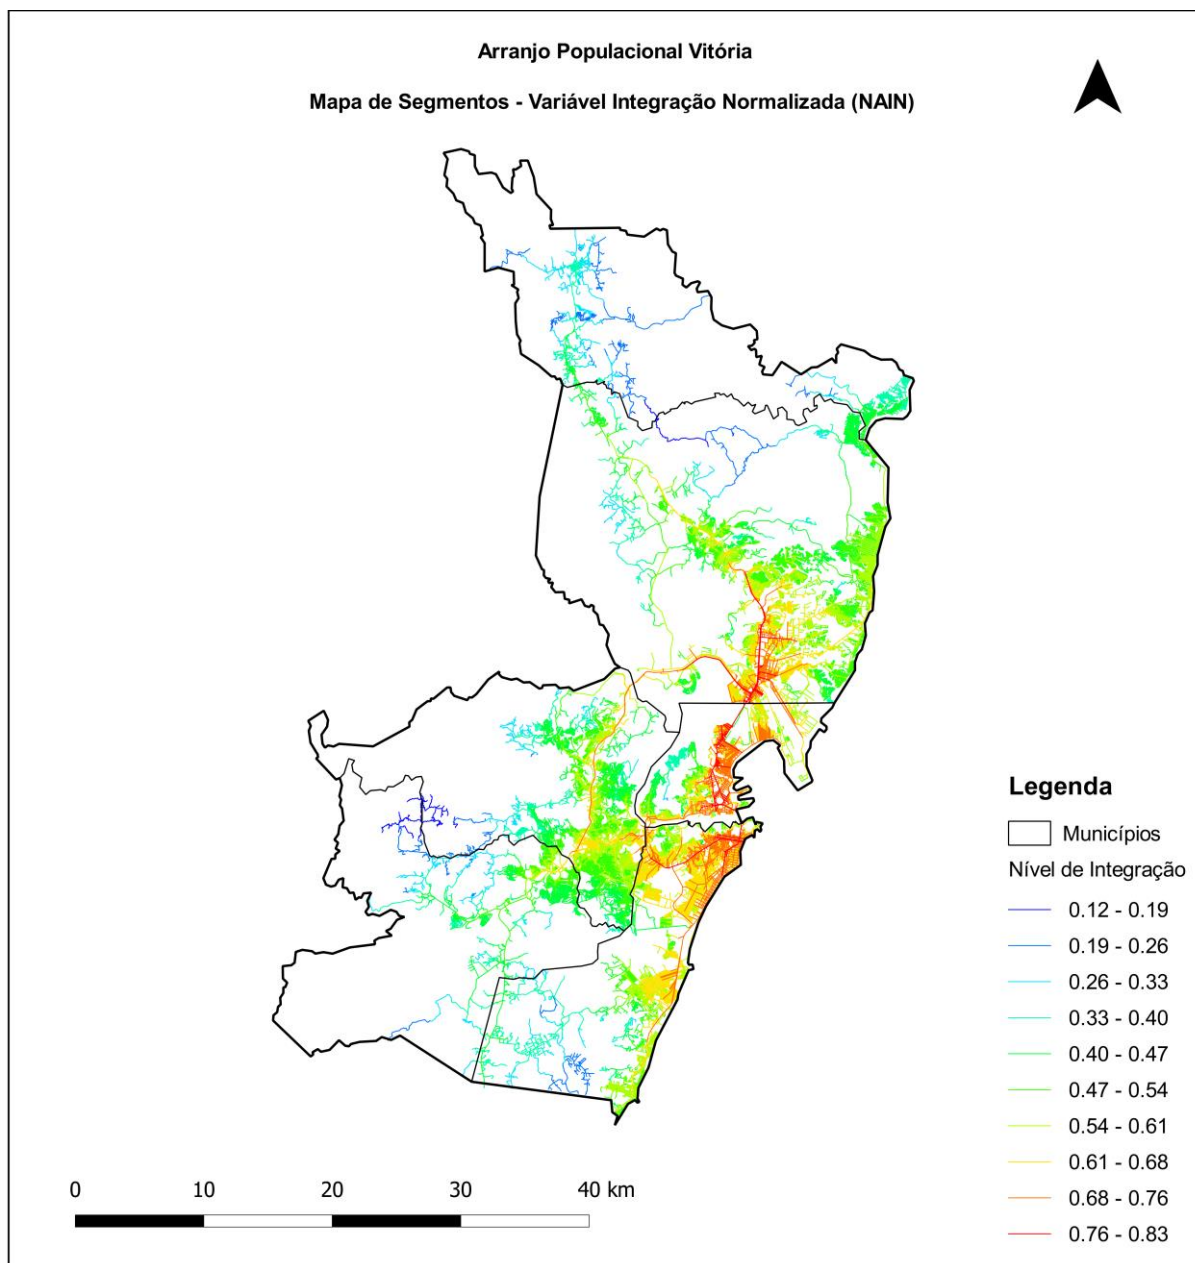 Arranjo Populacional Vitória
Mapa de Segmentos - Variável Integração Normalizada (NAIN)
Legenda
Municípios
Nível de Integração
0.12 - 0.19
0.19 - 0.26
0.26 - 0.33
0.33 - 0.40
0.40 - 0.47
0.47 - 0.54
0.54 - 0.61
0.61 - 0.68
0.68 - 0.76
0.76 - 0.83
0 10 20 30 40 km